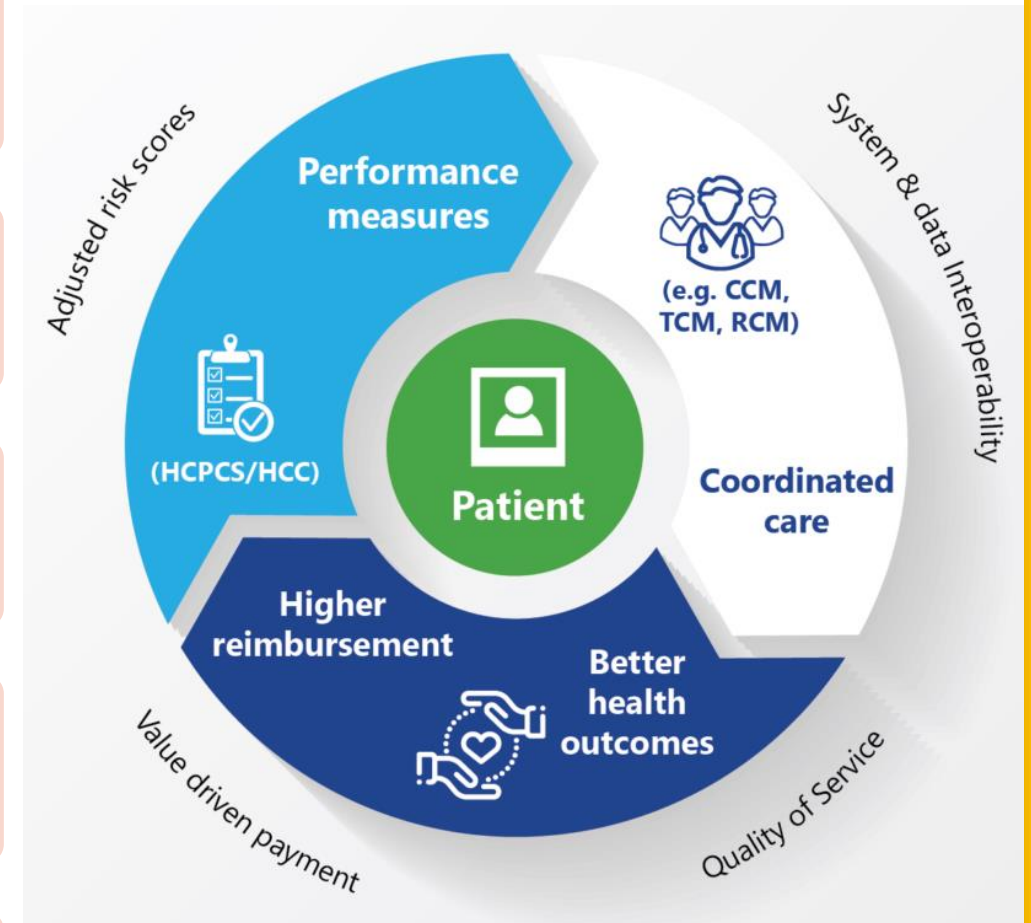 Adjusted risk scores
System & data Interoperability
Performance
measures
(HCPCS/HCC)
(e.g. CCM,
TCM, RCM)
Coordinated
care
Patient
Higher
reimbursement
Better
health
outcomes
Value driven payment
Quality of Service